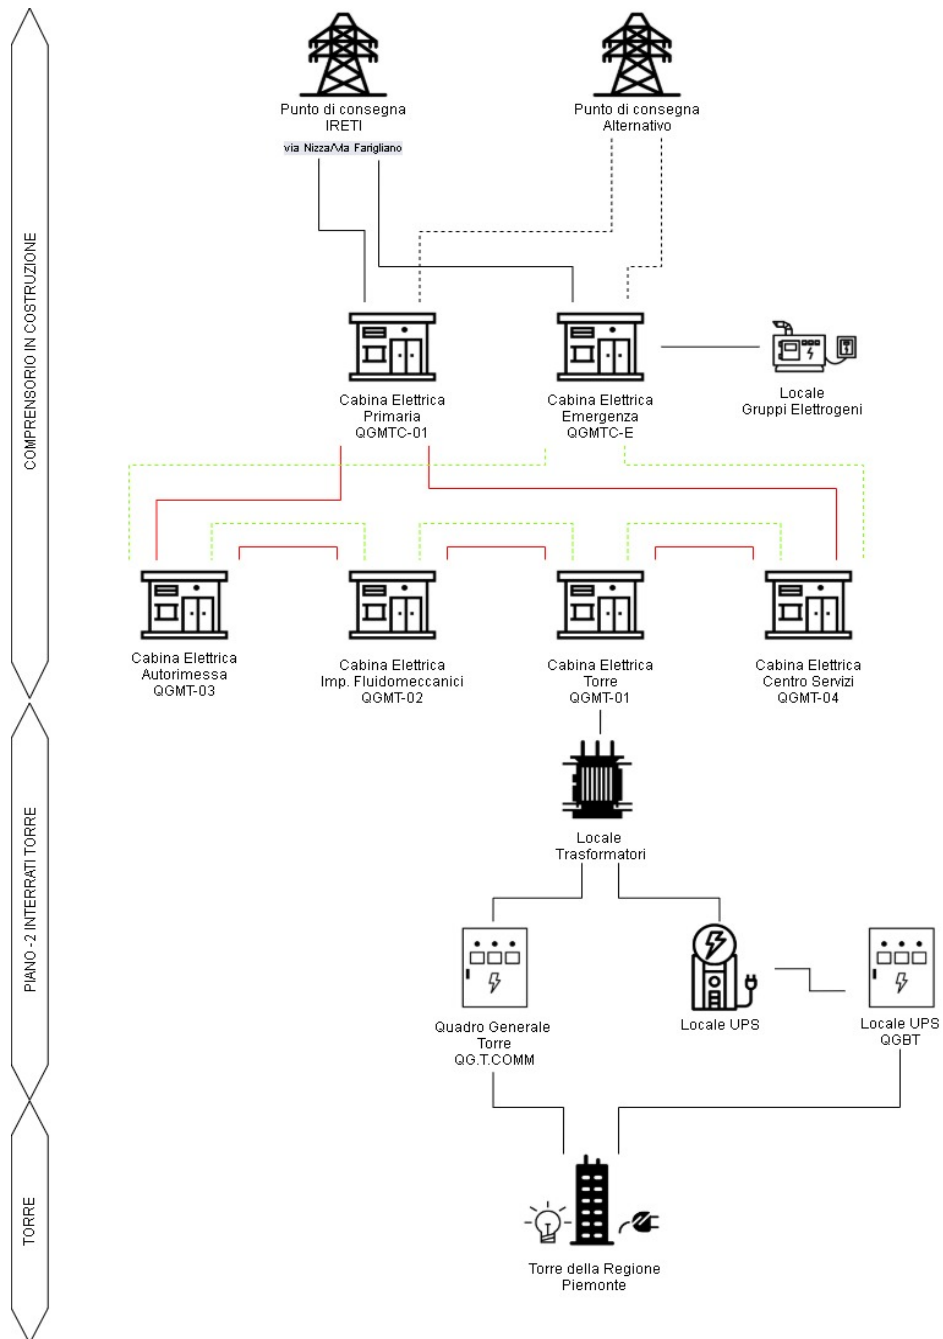 Punto di consegna
IRETI
via Nizza/Via Farigliano
Punto di consegna
Alternativo
COMPRENSORIO IN COSTRUZIONE
Cabina Elettrica
Primaria
QGMTC-01
Cabina Elettrica
Emergenza
QGMTC-E
Locale
Gruppi Elettrogeni
Cabina Elettrica
Autorimessa
QGMT-03
Cabina Elettrica
Imp. Fluidomeccanici
QGMT-02
Cabina Elettrica
Torre
QGMT-01
Cabina Elettrica
Centro Servizi
QGMT-04
PIANO -2 INTERRATI TORRE
Locale
Trasformatori
Quadro Generale
Torre
QG.T.COMM
Locale UPS
Locale UPS
QGBT
TORRE
Torre della Regione
Piemonte